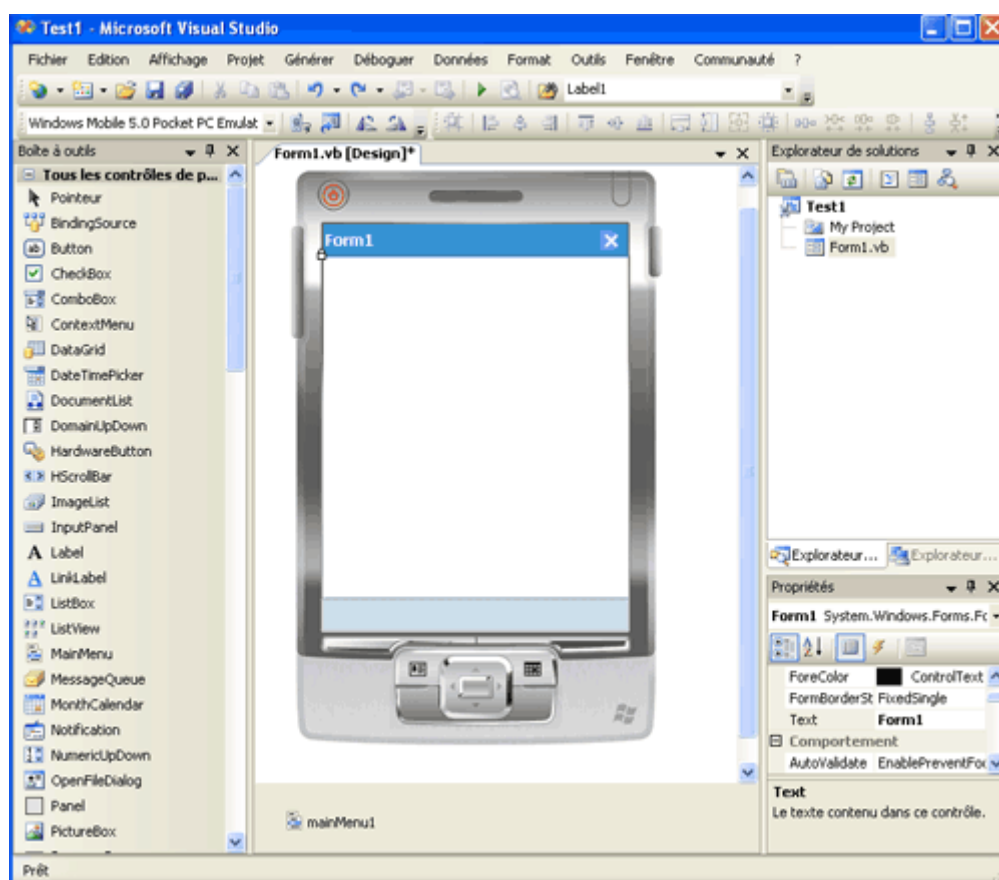 Test1 - Microsoft Visual Studio
Fichier Edition Affichage Projet Générer Déboguer Données Format Outils Fenêtre Communauté ?
Label1
Windows Mobile 5.0 Pocket PC Emulat
Boîte à outils
Tous les contrôles de p...
Pointeur
BindingSource
Button
CheckBox
ComboBox
ContextMenu
DataGrid
DateTimePicker
DocumentList
DomainUpDown
HardwareButton
HScrollBar
ImageList
InputPanel
Label
LinkLabel
ListBox
ListView
MainMenu
MessageQueue
MonthCalendar
Notification
NumericUpDown
OpenFileDialog
Panel
PictureBox
Form1.vb [Design]*
Form1
mainMenu1
Explorateur de solutions
Test1
My Project
Form1.vb
Explorateur... Explorateur...
Propriétés
Form1 System.Windows.Forms.Fc
ForeColor ControlText
FormBorderSt FixedSingle
Text Form1
Comportement
AutoValidate EnablePreventFoc
Text
Le texte contenu dans ce contrôle.
Prêt